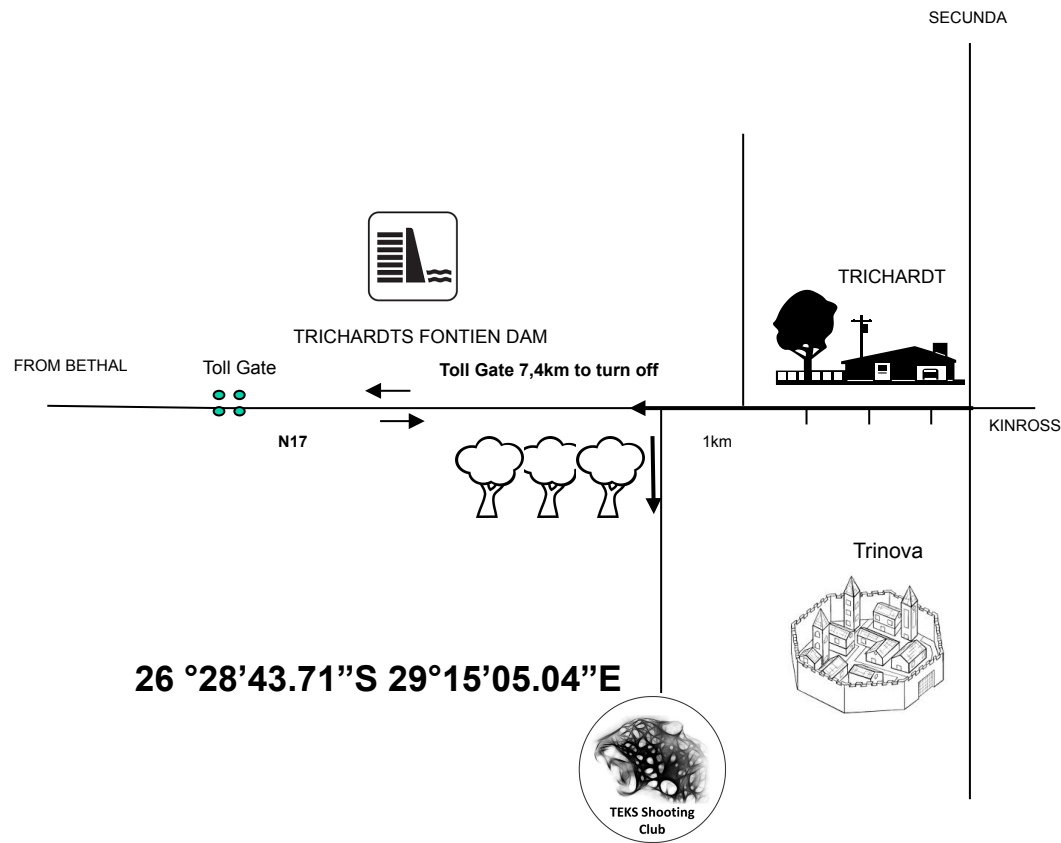 SECUNDA
TRICHARDT
TRICHARDTS FONTIEN DAM
FROM BETHAL
Toll Gate
Toll Gate 7,4km to turn off
KINROSS
N17
1km
Trinova
26 °28’43.71”S 29°15’05.04”E
TEKS Shooting
Club